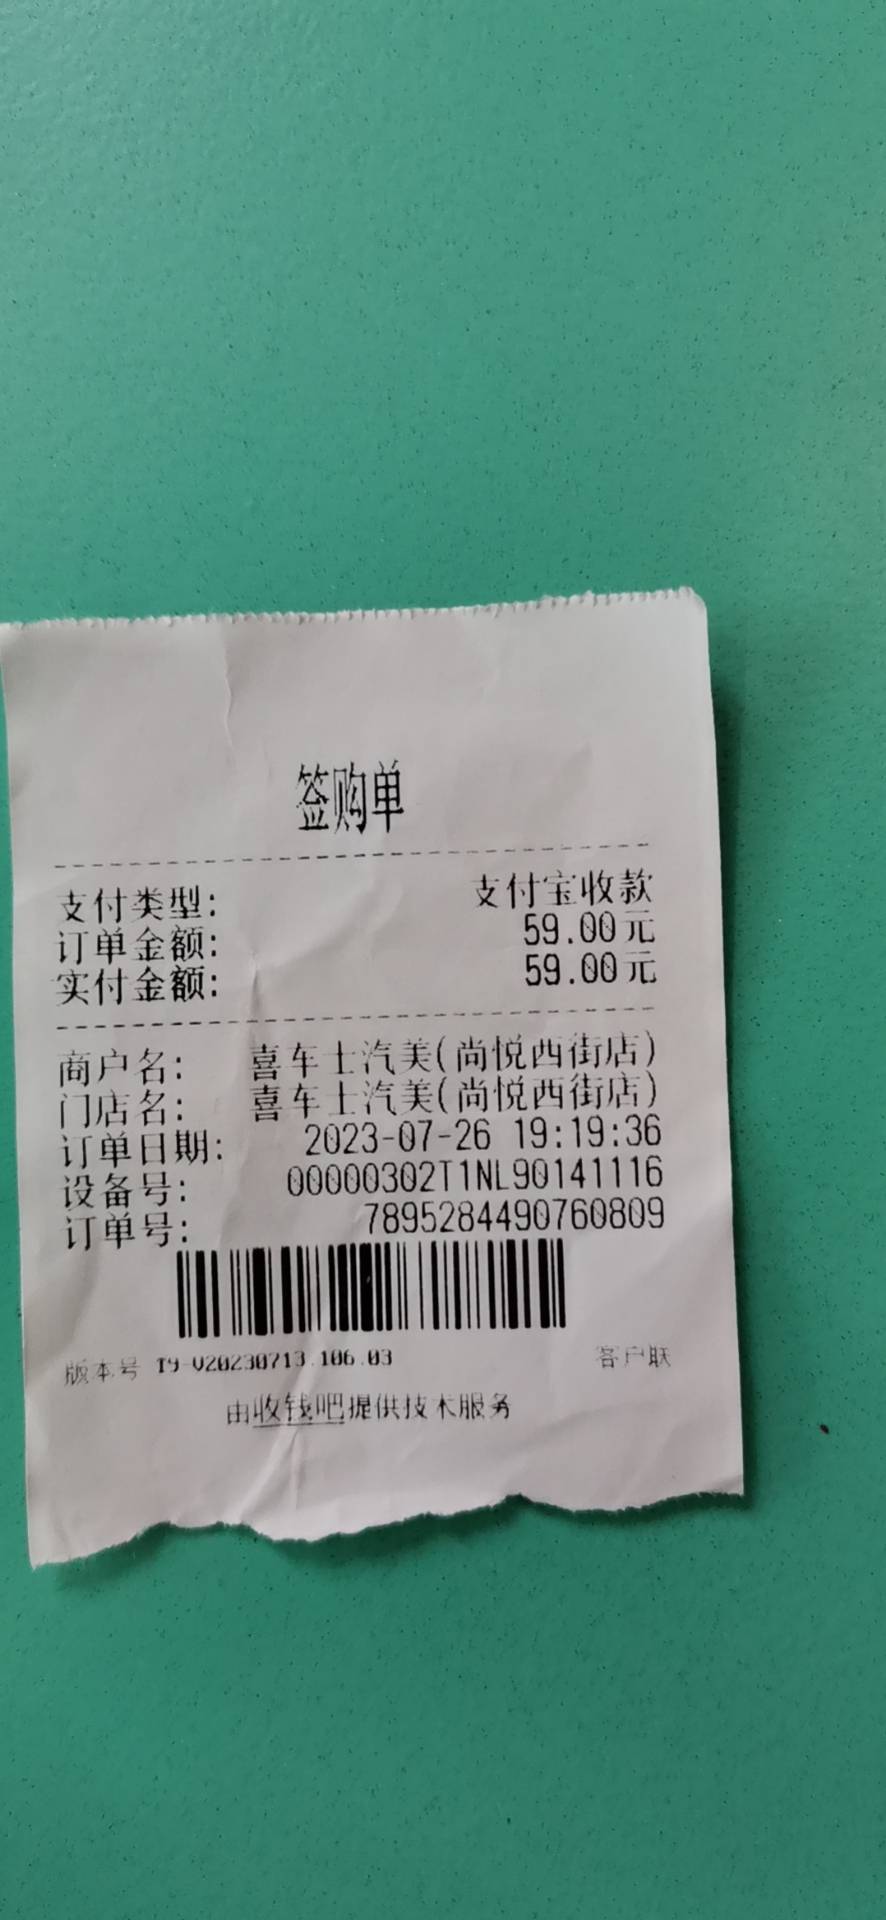 签购单
支付类型: 支付宝收款
订单金额: 59.00元
实付金额: 59.00元
商户名: 喜车士汽美(尚悦西街店)
门店名: 喜车士汽美(尚悦西街店)
订单日期: 2023-07-26 19:19:36
设备号: 00000302T1NL90141116
订单号: 7895284490760809
版本号 T9-V20230713.106.03 客户联
由收钱吧提供技术服务